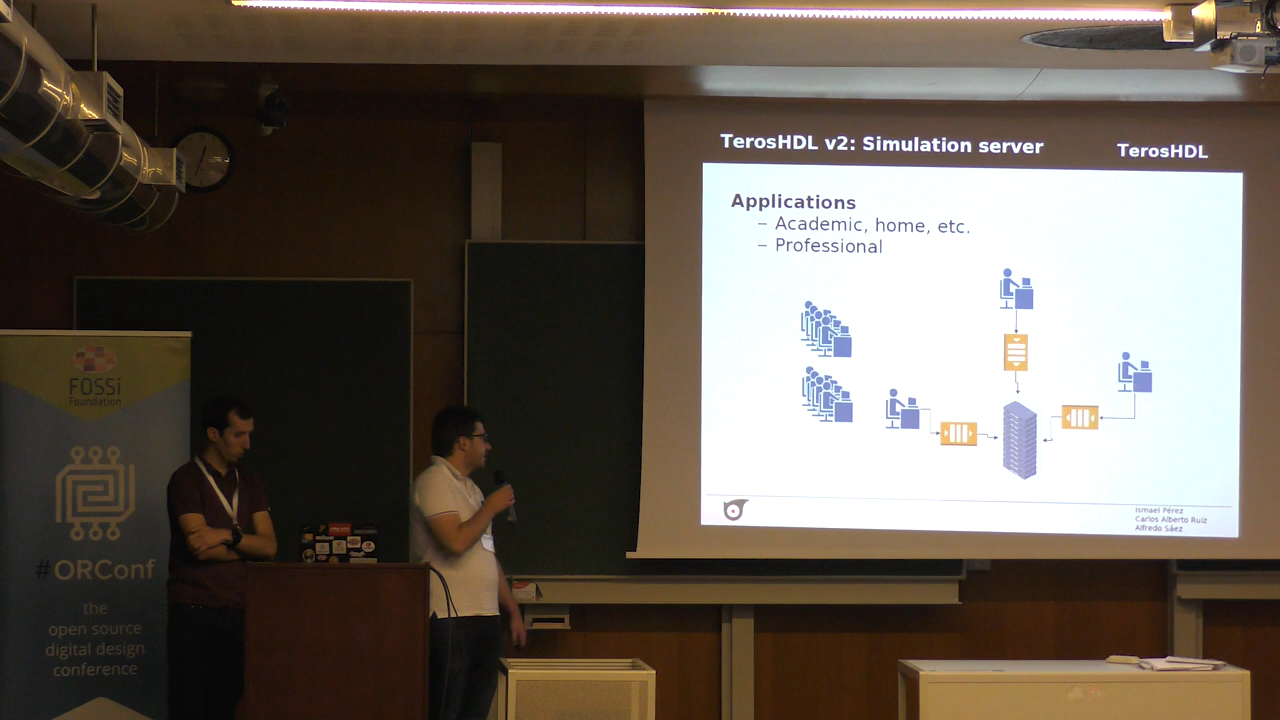 TerosHDL v2: Simulation server
TerosHDL
Applications
– Academic, home, etc.
– Professional
Ismael Pérez
Carlos Alberto Ruiz
Alfredo Sáez
FOSSi
Foundation
#ORConf
the
open source
digital design
conference